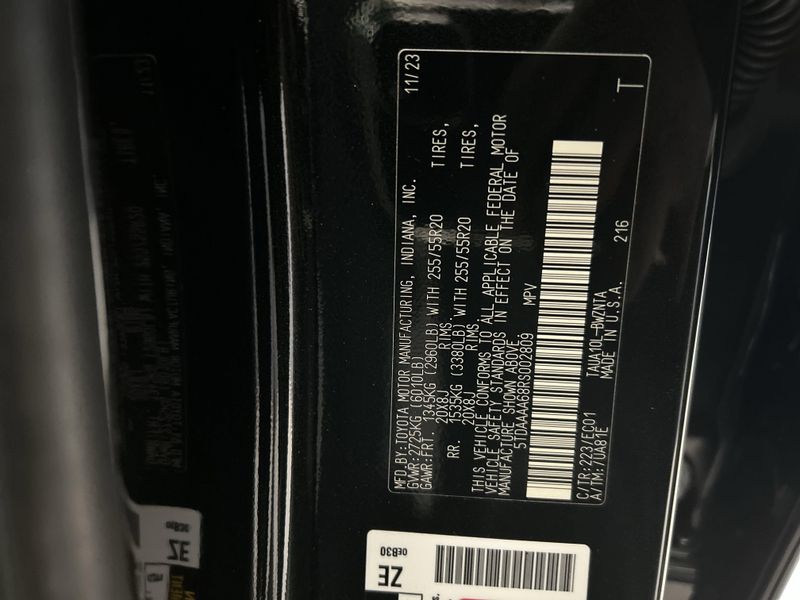 MFD.BY:TOYOTA MOTOR MANUFACTURING, INDIANA, INC. 11/23
GVWR:2725KG (6010LB)
GAWR:FRT. 1345KG (2960LB) WITH 255/55R20 TIRES,
20X8J RIMS
RR. 1535KG (3380LB) WITH 255/55R20 TIRES,
20X8J RIMS
THIS VEHICLE CONFORMS TO ALL APPLICABLE FEDERAL MOTOR
VEHICLE SAFETY STANDARDS IN EFFECT ON THE DATE OF
MANUFACTURE SHOWN ABOVE.
5TDAAAA68RS002809 MPV
C/TR:223/EC01 TAUA10L-BWZNTA 216
A/TM:/UA81E MADE IN U.S.A. T
ZE
0EB30